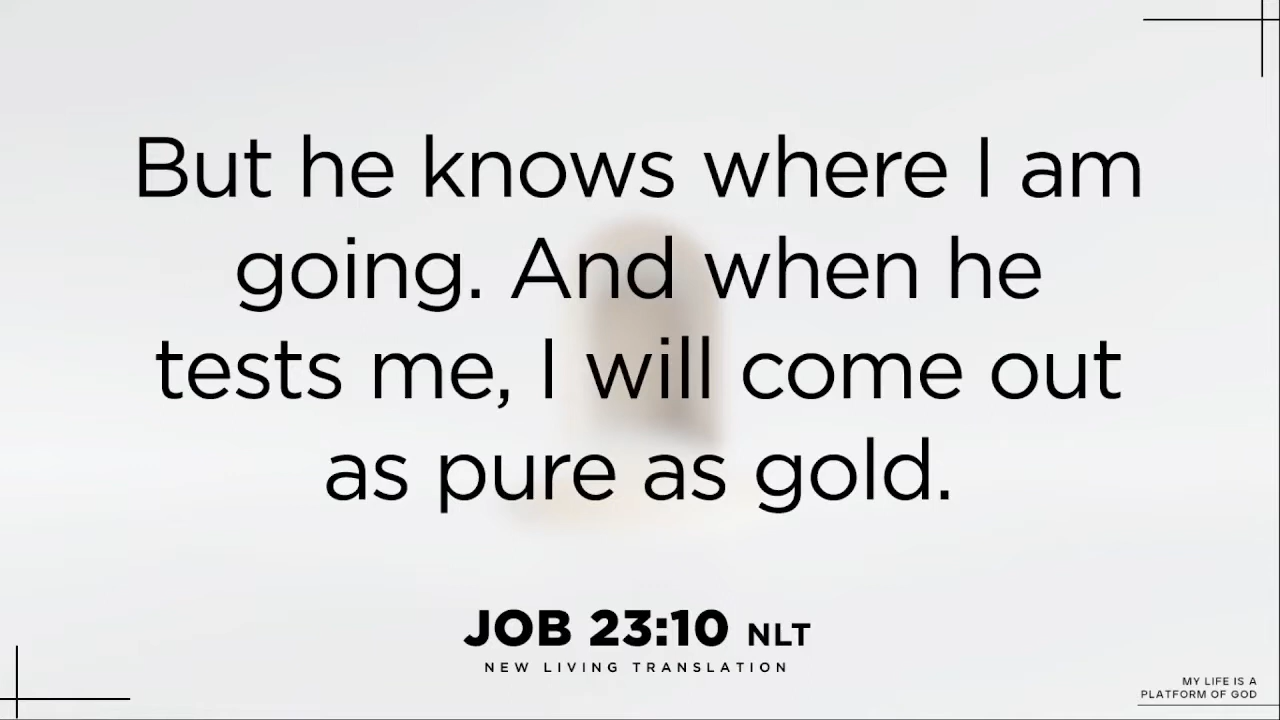 But he knows where I am
going. And when he
tests me, I will come out
as pure as gold.
JOB 23:10 NLT
NEW LIVING TRANSLATION
MY LIFE IS A
PLATFORM OF GOD